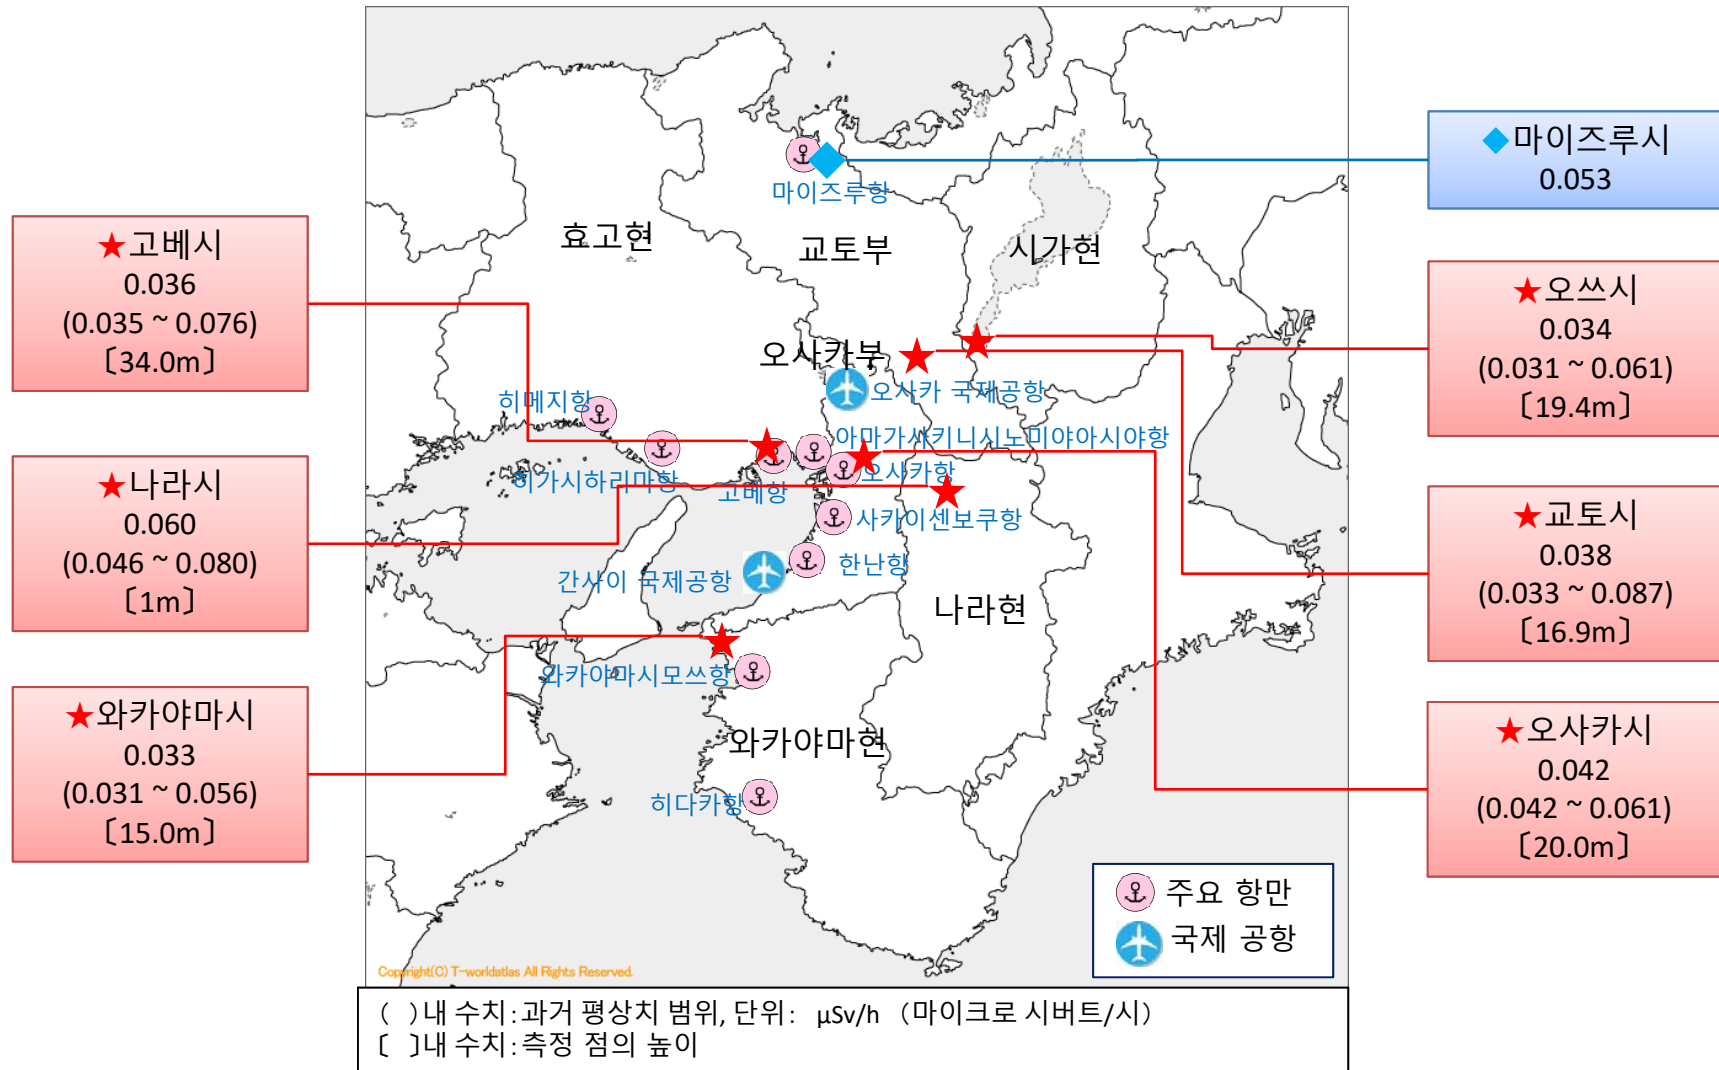 ◆마이즈루시
0.053
★고베시
0.036
(0.035 ~ 0.076)
〔34.0m〕
★나라시
0.060
(0.046 ~ 0.080)
〔1m〕
★와카야마시
0.033
(0.031 ~ 0.056)
〔15.0m〕
★오쓰시
0.034
(0.031 ~ 0.061)
〔19.4m〕
★교토시
0.038
(0.033 ~ 0.087)
〔16.9m〕
★오사카시
0.042
(0.042 ~ 0.061)
〔20.0m〕
마이즈루항
효고현
교토부
시가현
오사카부
오사카 국제공항
히메지항
아마가사키니시노미야아시야항
히가시하리마항
고베항
오사카항
사카이센보쿠항
간사이 국제공항
한난항
나라현
와카야마시모쓰항
와카야마현
히다카항
주요 항만
국제 공항
Copyright(C) T-worldatlas All Rights Reserved.
( )내 수치:과거 평상치 범위, 단위: μSv/h (마이크로 시버트/시)
〔 〕내 수치:측정 점의 높이